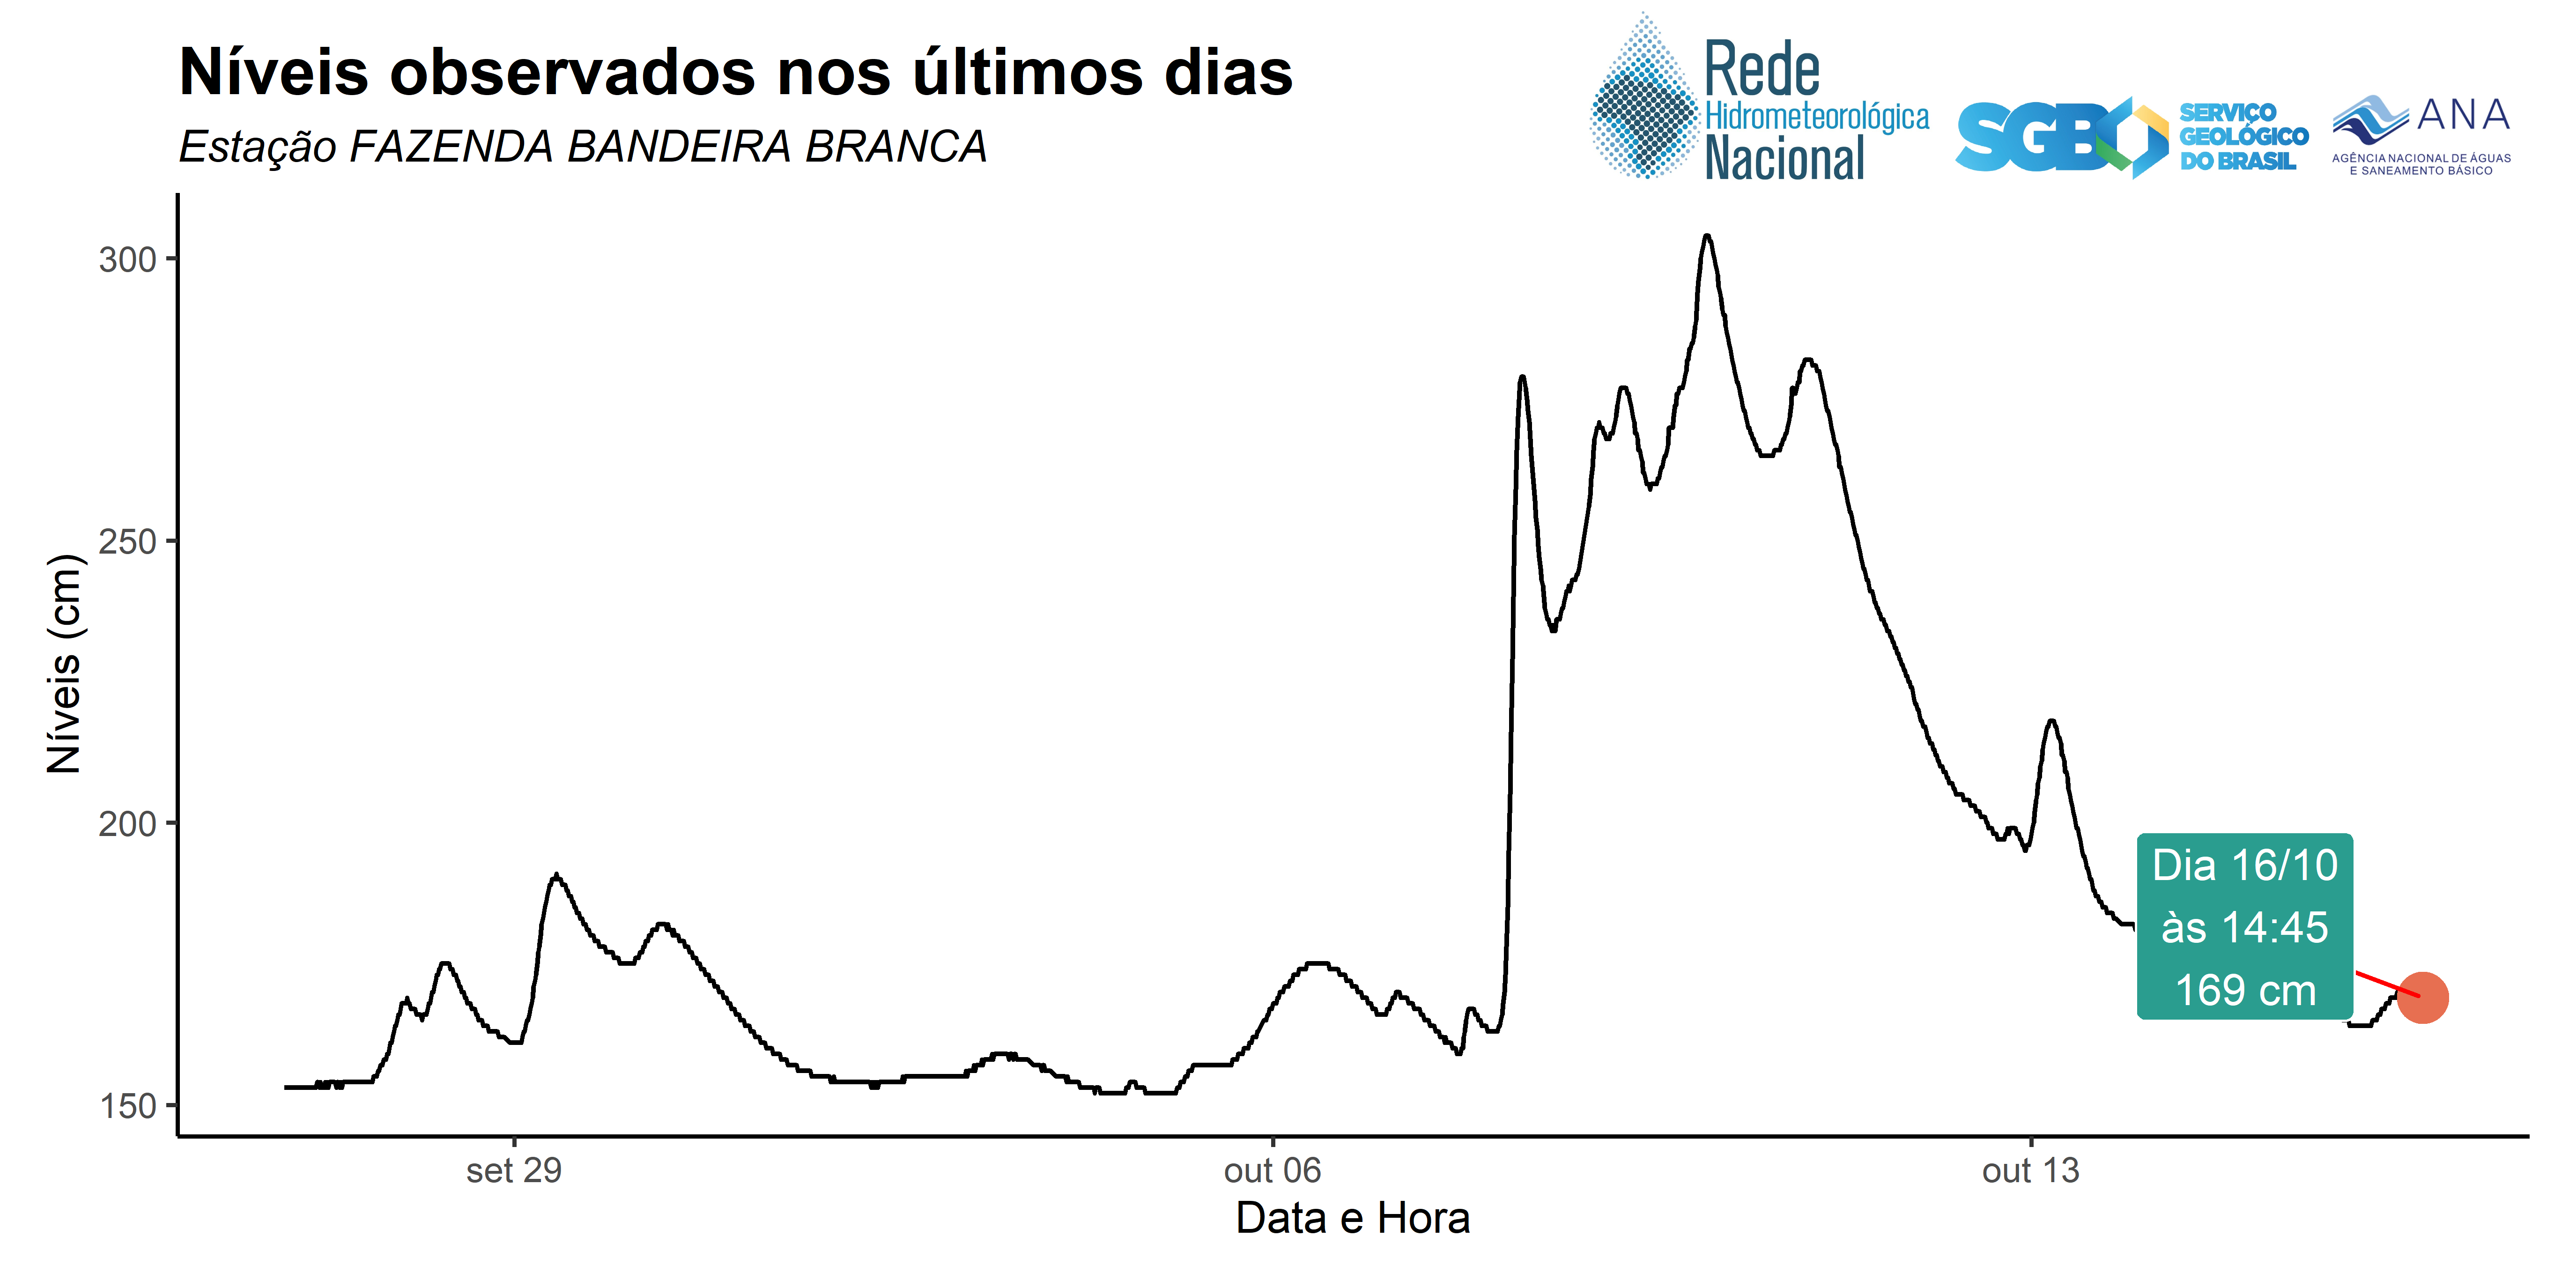 Níveis observados nos últimos dias
Estação FAZENDA BANDEIRA BRANCA
Rede
Hidrometeorológica
Nacional
SGB
SERVIÇO
GEOLÓGICO
DO BRASIL
ANA
AGÊNCIA NACIONAL DE ÁGUAS
E SANEAMENTO BÁSICO
Níveis (cm)
300
250
200
150
Dia 16/10
às 14:45
169 cm
set 29
out 06
out 13
Data e Hora